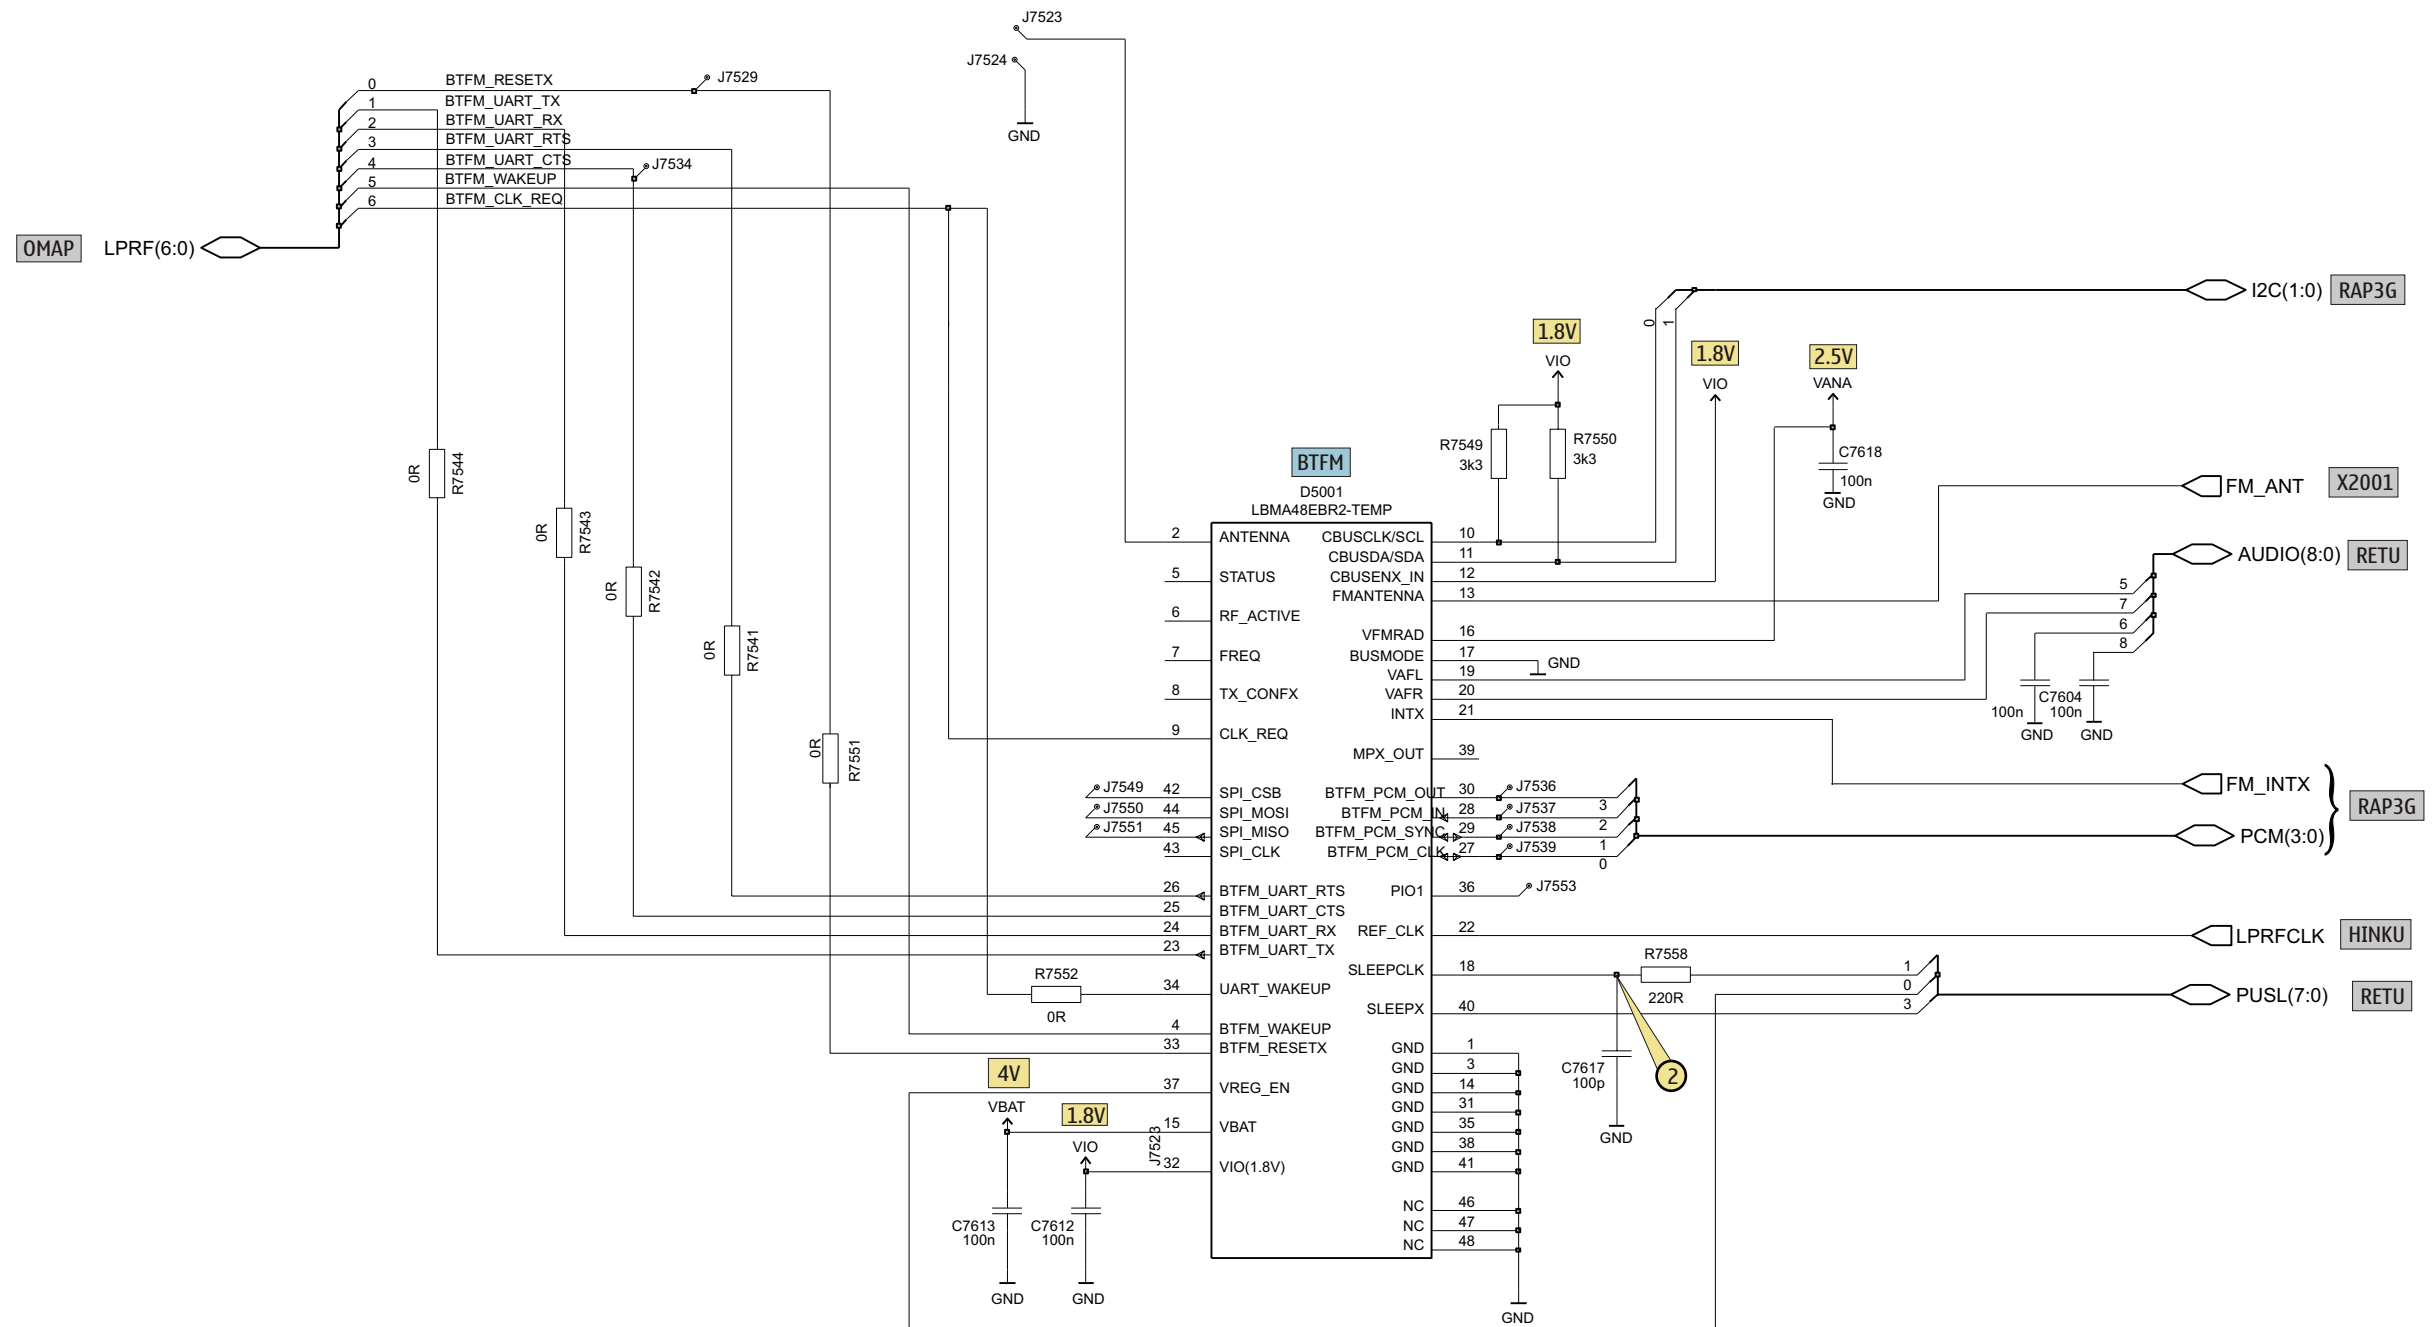 J7523
J7524
GND
0 BTFM_RESETX
J7529
1 BTFM_UART_TX
2 BTFM_UART_RX
3 BTFM_UART_RTS
4 BTFM_UART_CTS
J7534
5 BTFM_WAKEUP
6 BTFM_CLK_REQ
OMAP LPRF(6:0)
I2C(1:0) RAP3G
0
1
1.8V
VIO
1.8V
VIO
2.5V
VANA
R7549
3k3
R7550
3k3
C7618
100n
GND
0R R7544
0R R7543
0R R7542
0R R7541
0R R7551
FM_ANT X2001
AUDIO(8:0) RETU
5
7
6
8
C7604
100n
100n
GND
GND
BTFM
D5001
LBMA48EBR2-TEMP
2 ANTENNA
5 STATUS
6 RF_ACTIVE
7 FREQ
8 TX_CONFX
9 CLK_REQ
J7549 42 SPI_CSB
J7550 44 SPI_MOSI
J7551 45 SPI_MISO
43 SPI_CLK
26 BTFM_UART_RTS
25 BTFM_UART_CTS
24 BTFM_UART_RX
23 BTFM_UART_TX
R7552
0R
34 UART_WAKEUP
4 BTFM_WAKEUP
33 BTFM_RESETX
37 VREG_EN
15 VBAT
J7523
32 VIO(1.8V)
4V
VBAT
1.8V
VIO
C7613
100n
C7612
100n
GND
GND
CBUSCLK/SCL 10
CBUSDA/SDA 11
CBUSENX_IN 12
FMANTENNA 13
VFMRAD 16
BUSMODE 17
GND
VAFL 19
VAFR 20
INTX 21
MPX_OUT 39
BTFM_PCM_OUT 30 J7536
BTFM_PCM_IN 28 J7537 3
BTFM_PCM_SYNC 29 J7538 2
BTFM_PCM_CLK 27 J7539 1
0
PIO1 36 J7553
REF_CLK 22
SLEEPCLK 18
SLEEPX 40
GND 1
GND 3
GND 14
GND 31
GND 35
GND 38
GND 41
NC 46
NC 47
NC 48
GND
FM_INTX
RAP3G
PCM(3:0)
LPRFCLK HINKU
R7558
220R
1
0
3
PUSL(7:0) RETU
C7617
100p
GND
2